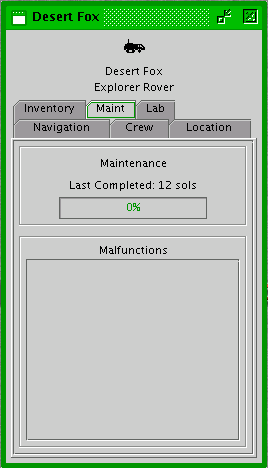 Desert Fox
Desert Fox
Explorer Rover
Inventory Maint Lab
Navigation Crew Location
Maintenance
Last Completed: 12 sols
0%
Malfunctions